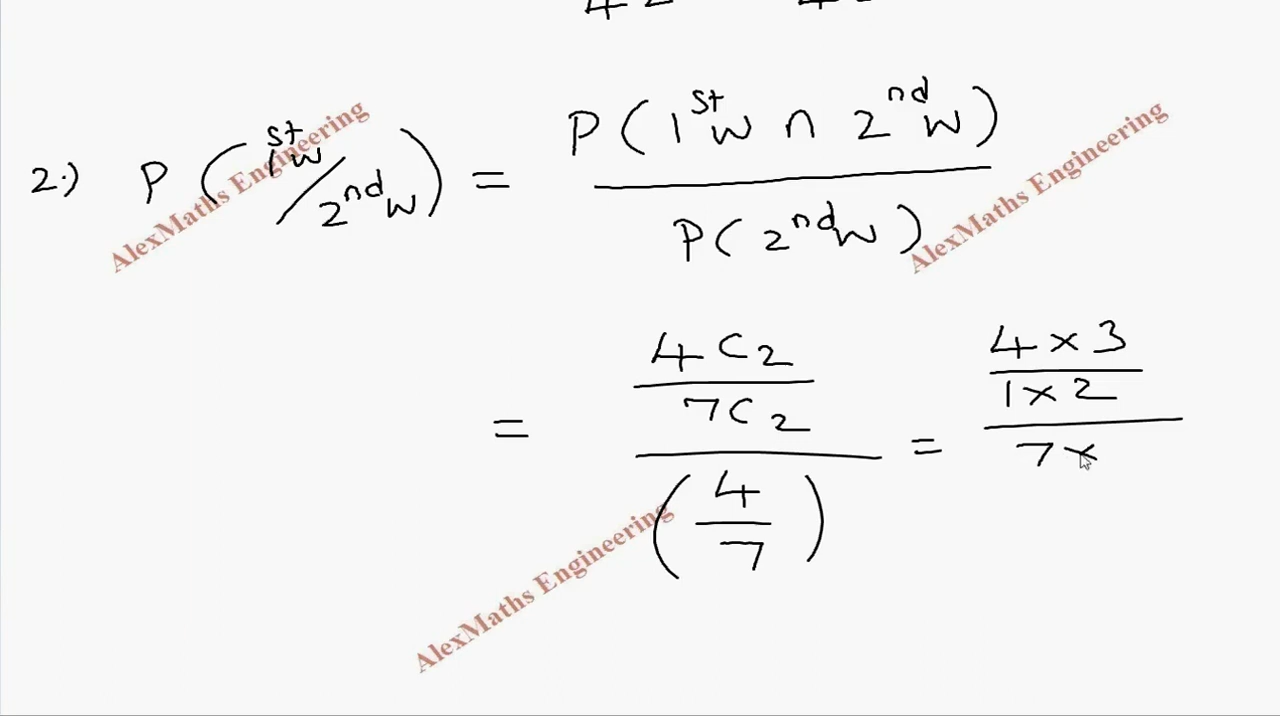 2.) P ( 1st W / 2nd W ) = P ( 1st W ∩ 2nd W ) / P ( 2nd W )
= (4C2 / 7C2) / (4 / 7) = (4 × 3 / 1 × 2) / 7 ×
AlexMaths Engineering
AlexMaths Engineering
AlexMaths Engineering